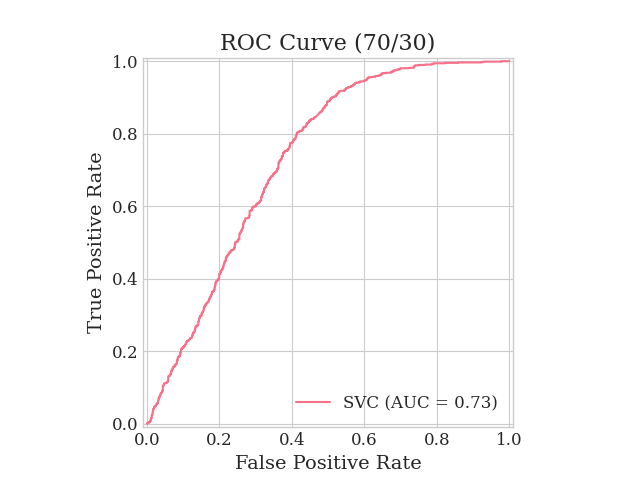 ROC Curve (70/30)
True Positive Rate
1.0
0.8
0.6
0.4
0.2
0.0
SVC (AUC = 0.73)
0.0 0.2 0.4 0.6 0.8 1.0
False Positive Rate